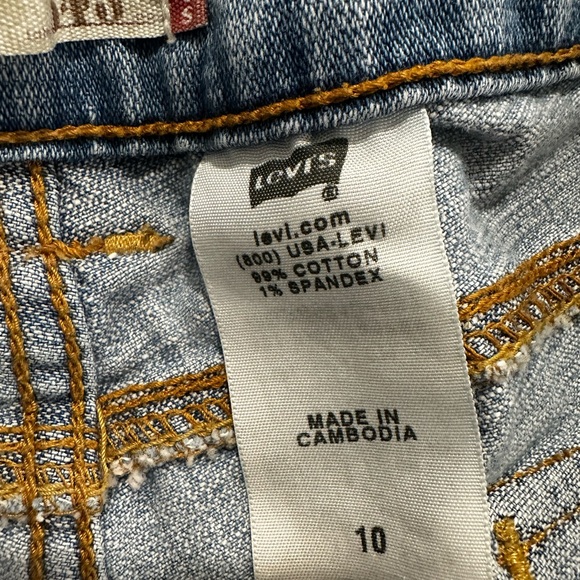 LEVI'S
®
levi.com
(800) USA-LEVI
99% COTTON
1% SPANDEX
MADE IN
CAMBODIA
10